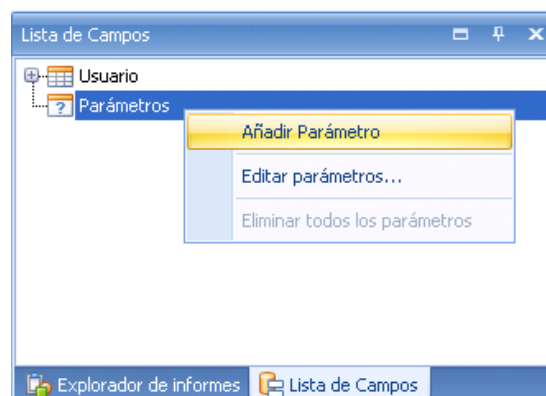 Lista de Campos
Usuario
Parámetros
Añadir Parámetro
Editar parámetros...
Eliminar todos los parámetros
Explorador de informes
Lista de Campos